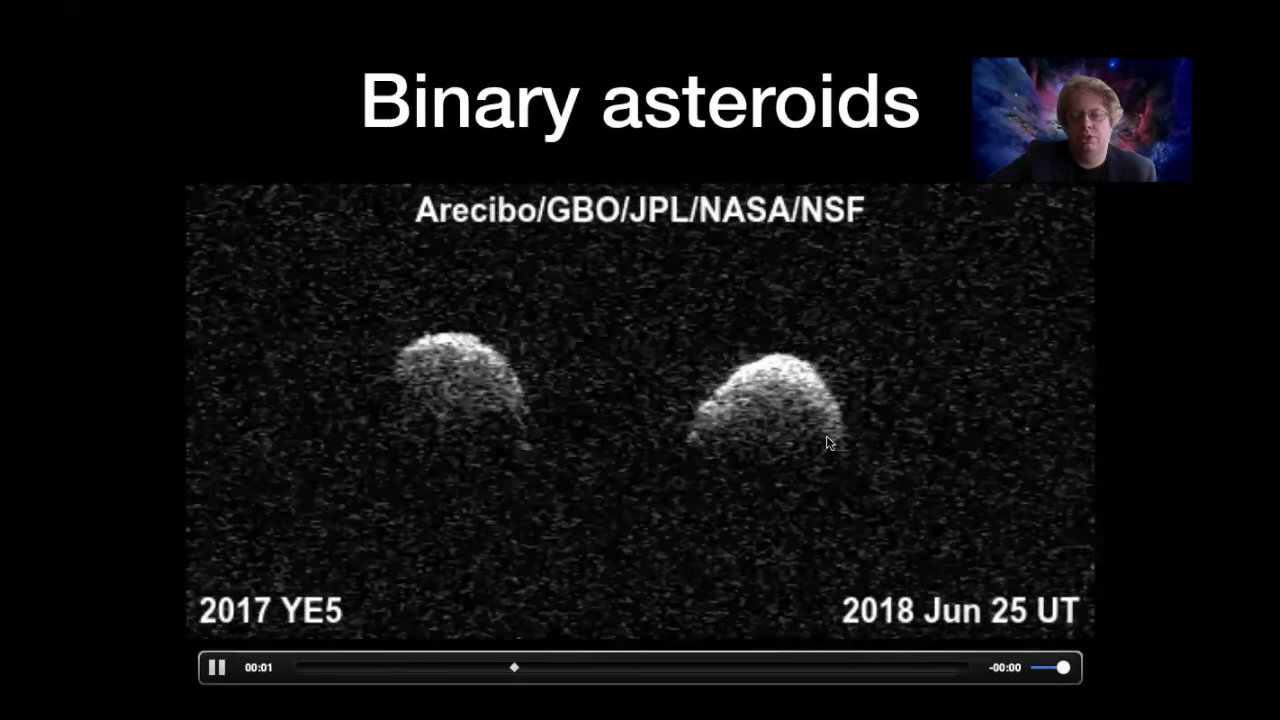 Binary asteroids
Arecibo/GBO/JPL/NASA/NSF
2017 YE5
2018 Jun 25 UT
00:01
-00:00